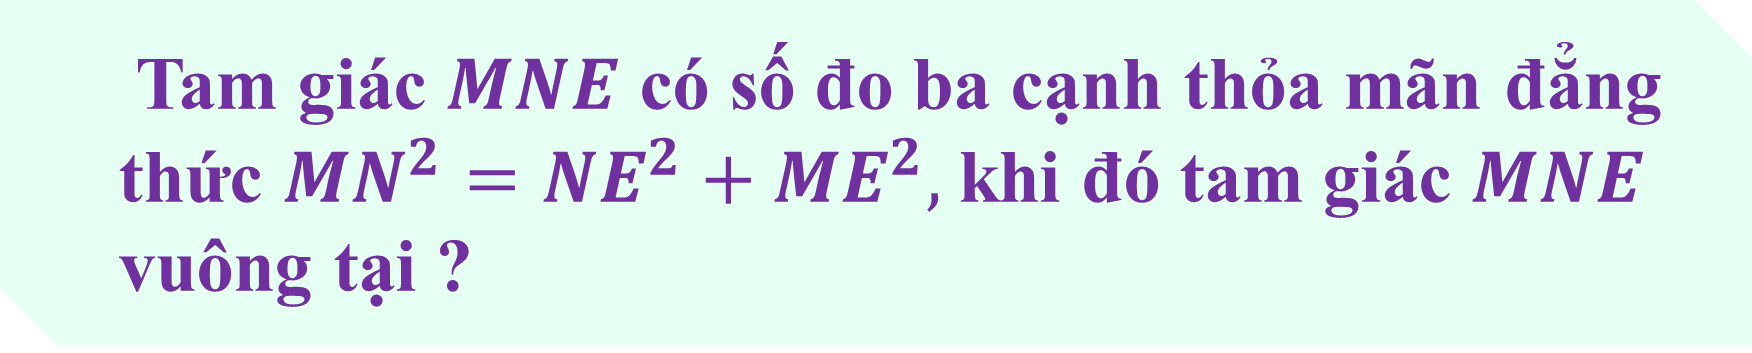 Tam giác MNE có số đo ba cạnh thỏa mãn đẳng
thức MN² = NE² + ME², khi đó tam giác MNE
vuông tại ?